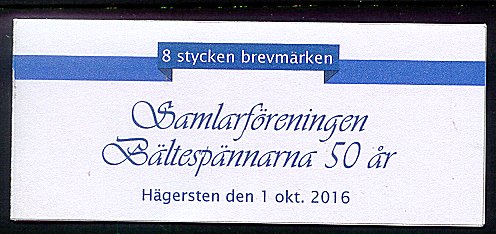 8 stycken brevmärken
Samlarföreningen
Bältespännarna 50 år
Hägersten den 1 okt. 2016